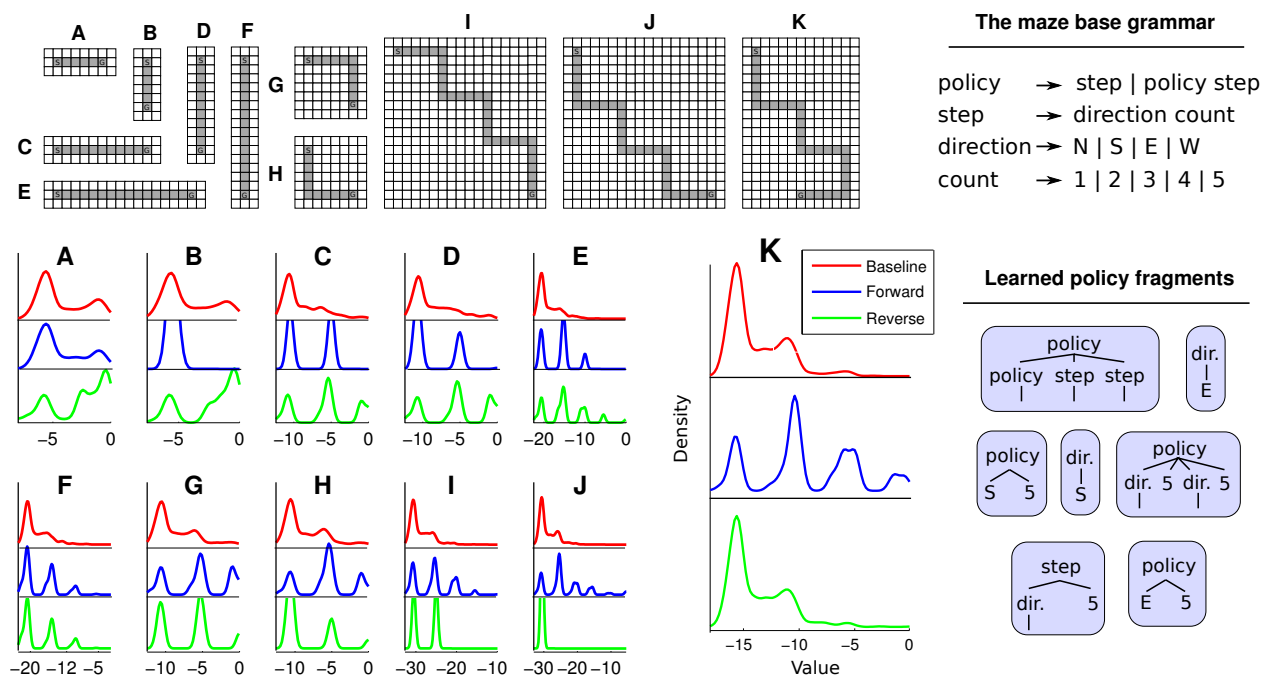 A B D F I J K
S G S S S S S S
G
S
G
C S G G G
H S
E S G G G G G G
The maze base grammar
policy → step | policy step
step → direction count
direction → N | S | E | W
count → 1 | 2 | 3 | 4 | 5
A B C D E
−5 0 −5 0 −10 −5 0 −10 −5 0 −20 −10 0
F G H I J
−20 −12 −5 −10 −5 0 −10 −5 0 −30 −20 −10 −30 −20 −10
K
Baseline
Forward
Reverse
Density
−15 −10 −5 0
Value
Learned policy fragments
policy
policy step step
dir.
E
policy
S 5
dir.
S
policy
dir. 5 dir. 5
step
dir. 5
policy
E 5